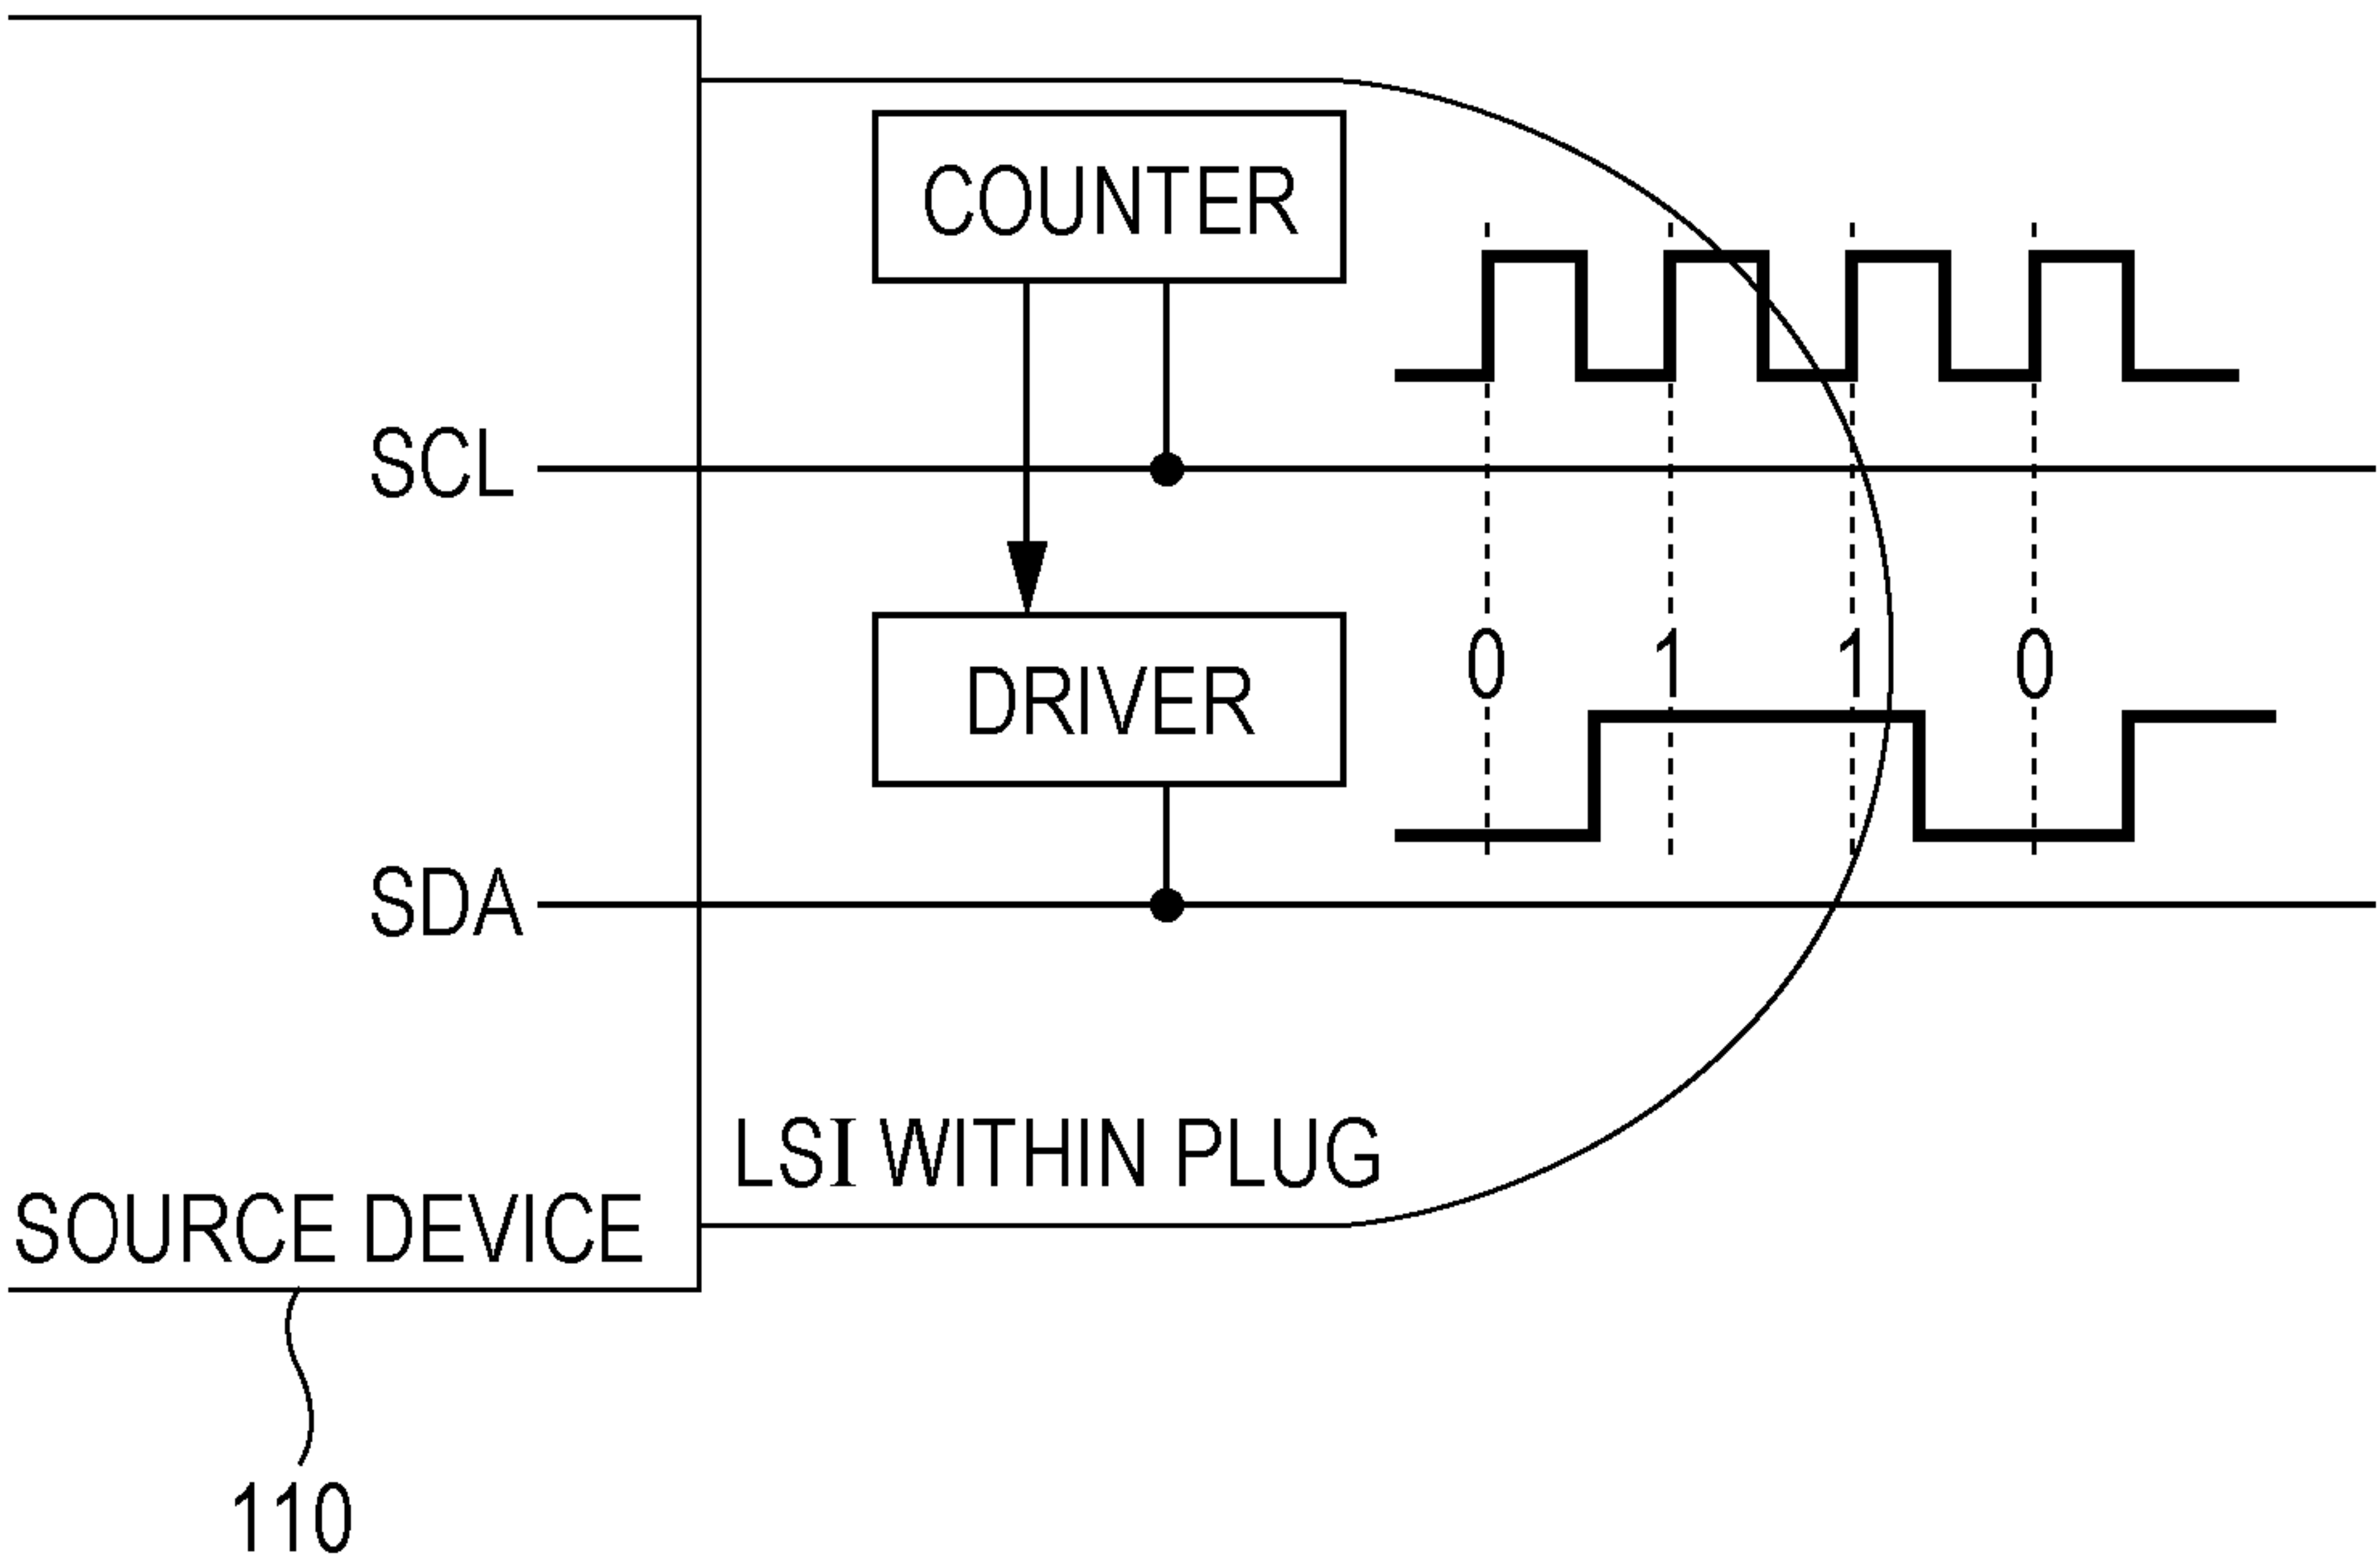 COUNTER
SCL
DRIVER
0 1 1 0
SDA
LSI WITHIN PLUG
SOURCE DEVICE
110